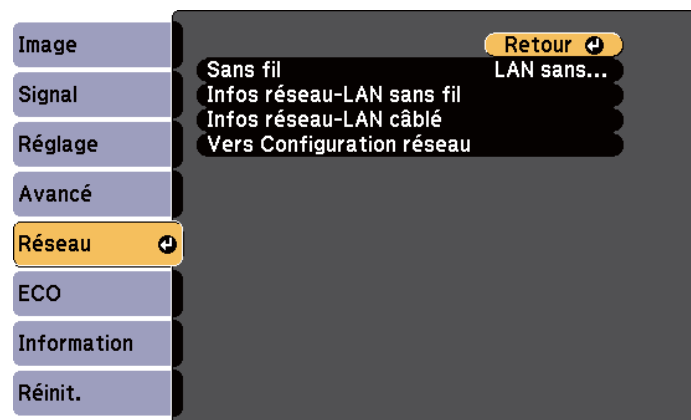 Image
Signal
Réglage
Avancé
Réseau
ECO
Information
Réinit.
Retour
Sans fil LAN sans...
Infos réseau-LAN sans fil
Infos réseau-LAN câblé
Vers Configuration réseau